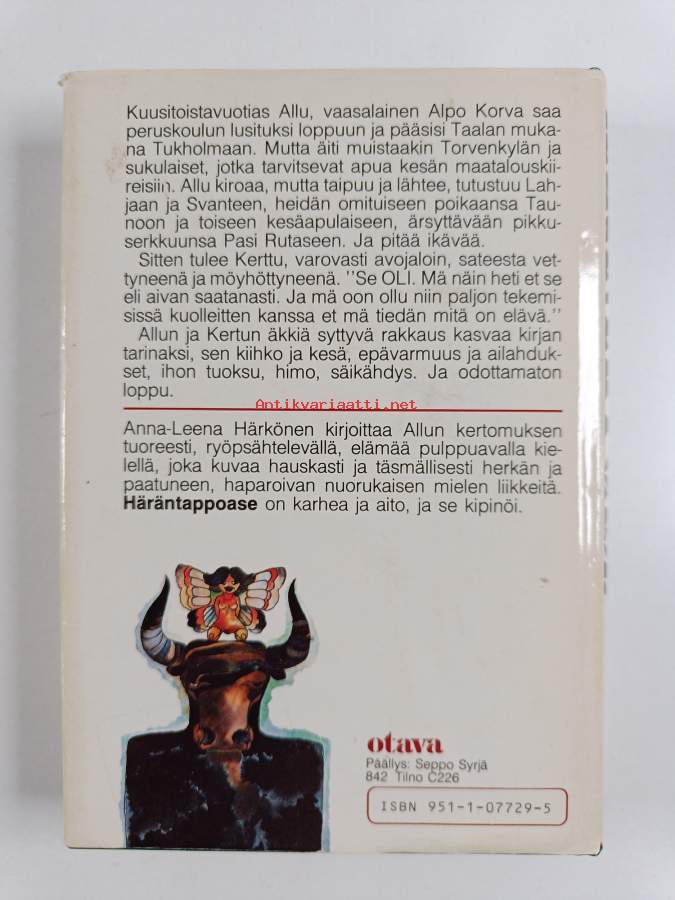 Kuusitoistavuotias Allu, vaasalainen Alpo Korva saa
peruskoulun lusituksi loppuun ja pääsisi Taalan muka-
na Tukholmaan. Mutta äiti muistaakin Torvenkylän ja
sukulaiset, jotka tarvitsevat apua kesän maatalouskii-
reisiin. Allu kiroaa, mutta taipuu ja lähtee, tutustuu Lah-
jaan ja Svanteen, heidän omituiseen poikaansa Tau-
noon ja toiseen kesäapulaiseen, ärsyttävään pikku-
serkkuunsa Pasi Rutaseen. Ja pitää ikävää.
Sitten tulee Kerttu, varovasti avojaloin, sateesta vet-
tyneenä ja möyhöttyneenä. "Se OLI. Mä näin heti et se
eli aivan saatanasti. Ja mä oon ollu niin paljon tekemi-
sissä kuolleitten kanssa et mä tiedän mitä on elävä."
Allun ja Kertun äkkiä syttyvä rakkaus kasvaa kirjan
tarinaksi, sen kiihko ja kesä, epävarmuus ja ailahduk-
set, ihon tuoksu, himo, säikähdys. Ja odottamaton
loppu.
Antikvariaatti.net
Anna-Leena Härkönen kirjoittaa Allun kertomuksen
tuoreesti, ryöpsähtelevällä, elämää pulppuavalla kie-
lellä, joka kuvaa hauskasti ja täsmällisesti herkän ja
paatuneen, haparoivan nuorukaisen mielen liikkeitä.
Häräntappoase on karhea ja aito, ja se kipinöi.
otava
Päällys: Seppo Syrjä
842 Tilno C226
ISBN 951-1-07729-5